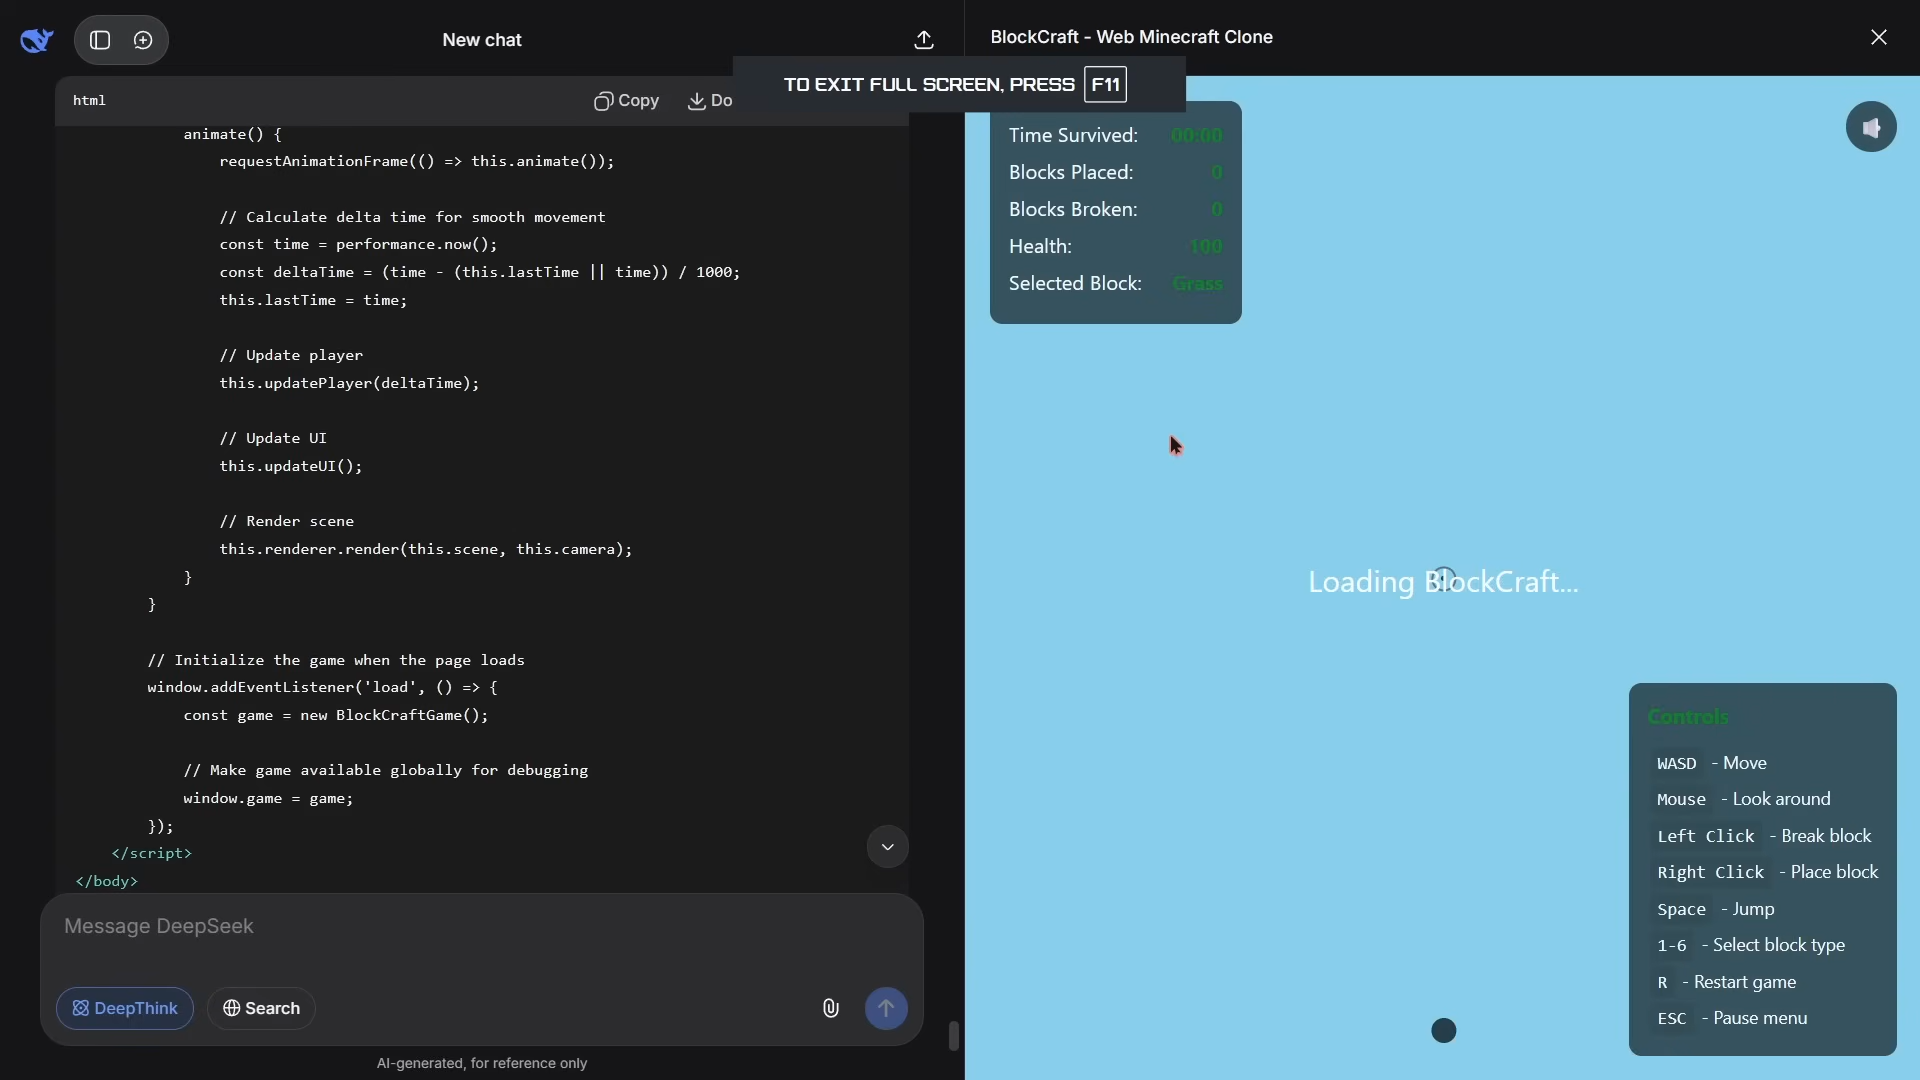 New chat
BlockCraft - Web Minecraft Clone
TO EXIT FULL SCREEN, PRESS F11
html
Copy
Do
animate() {
requestAnimationFrame(() => this.animate());
// Calculate delta time for smooth movement
const time = performance.now();
const deltaTime = (time - (this.lastTime || time)) / 1000;
this.lastTime = time;
// Update player
this.updatePlayer(deltaTime);
// Update UI
this.updateUI();
// Render scene
this.renderer.render(this.scene, this.camera);
}
}
// Initialize the game when the page loads
window.addEventListener('load', () => {
const game = new BlockCraftGame();
// Make game available globally for debugging
window.game = game;
});
</script>
</body>
Message DeepSeek
DeepThink
Search
AI-generated, for reference only
Time Survived: 00:00
Blocks Placed: 0
Blocks Broken: 0
Health: 100
Selected Block: Grass
Loading BlockCraft...
Controls
WASD - Move
Mouse - Look around
Left Click - Break block
Right Click - Place block
Space - Jump
1-6 - Select block type
R - Restart game
ESC - Pause menu